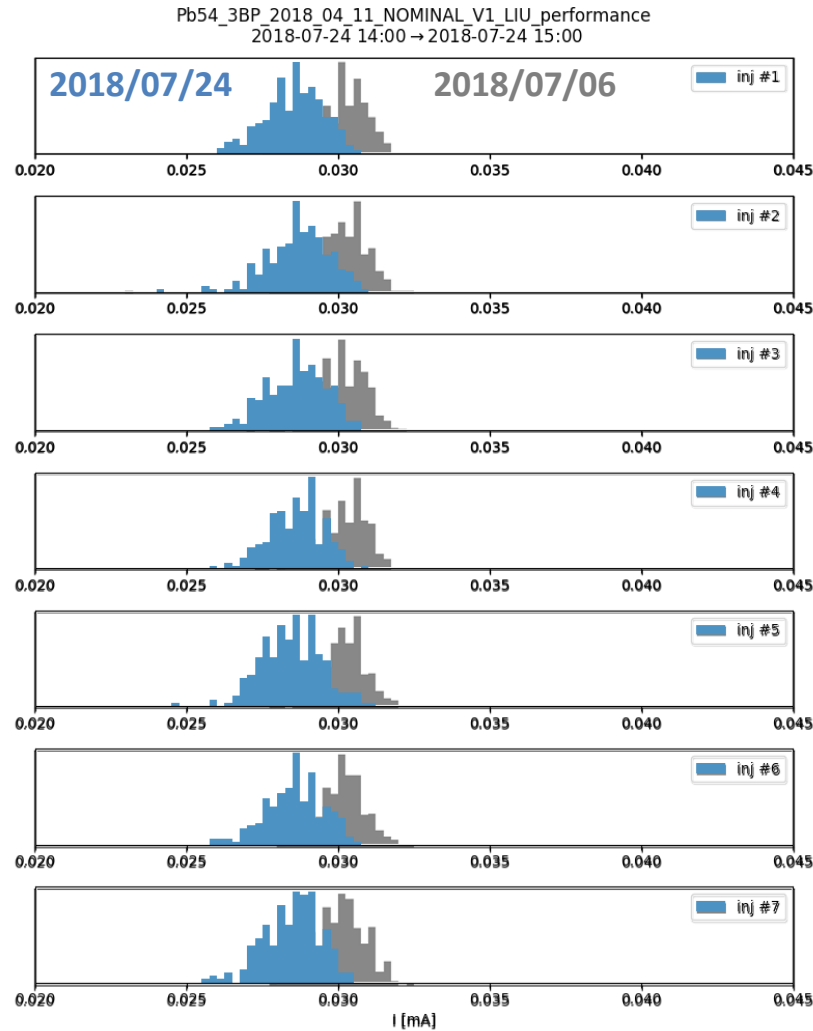 Pb54_3BP_2018_04_11_NOMINAL_V1_LIU_performance
2018-07-24 14:00 → 2018-07-24 15:00
2018/07/24 2018/07/06 inj #1
0.020 0.025 0.030 0.035 0.040 0.045
inj #2
0.020 0.025 0.030 0.035 0.040 0.045
inj #3
0.020 0.025 0.030 0.035 0.040 0.045
inj #4
0.020 0.025 0.030 0.035 0.040 0.045
inj #5
0.020 0.025 0.030 0.035 0.040 0.045
inj #6
0.020 0.025 0.030 0.035 0.040 0.045
inj #7
0.020 0.025 0.030 0.035 0.040 0.045
I [mA]